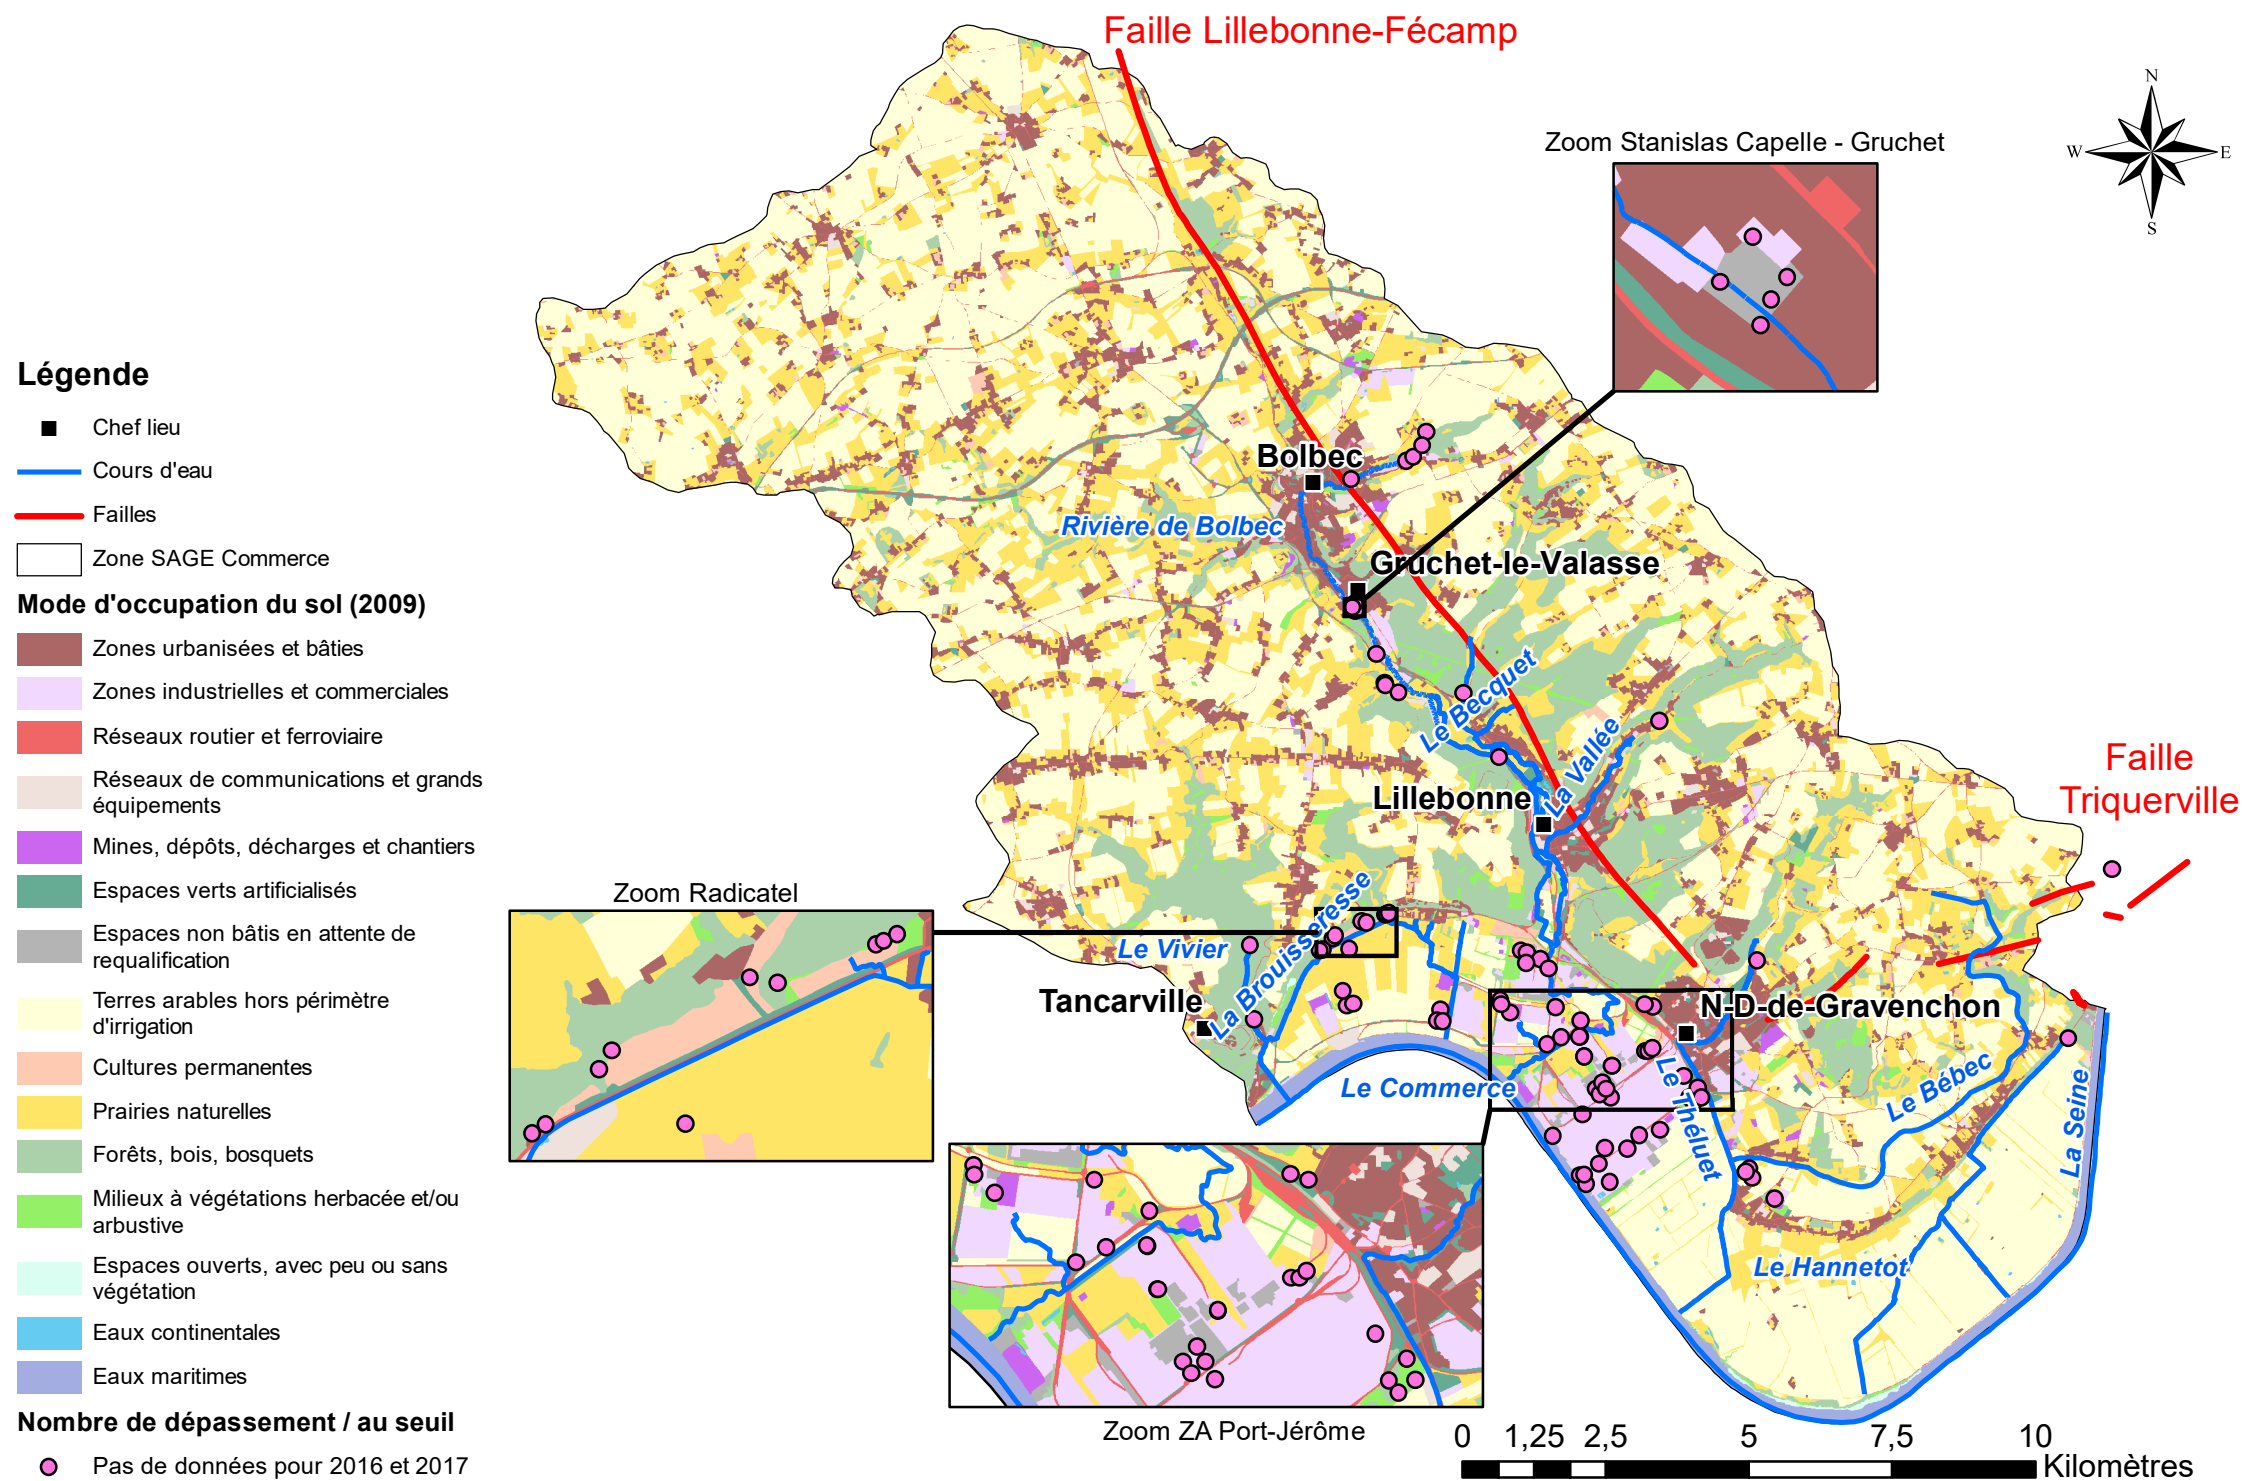 Faille Lillebonne-Fécamp
N
W
E
S
Zoom Stanislas Capelle - Gruchet
Bolbec
Rivière de Bolbec
Gruchet-le-Valasse
Le Becquet
La Vallée
Lillebonne
Faille
Triquerville
Zoom Radicatel
Le Vivier
La Brouisseresse
Tancarville
N-D-de-Gravenchon
Le Commerce
Le Théluet
Le Bébec
La Seine
Le Hannetot
Zoom ZA Port-Jérôme
0
1,25
2,5
5
7,5
10
Kilomètres
Légende
Chef lieu
Cours d'eau
Failles
Zone SAGE Commerce
Mode d'occupation du sol (2009)
Zones urbanisées et bâties
Zones industrielles et commerciales
Réseaux routier et ferroviaire
Réseaux de communications et grands
équipements
Mines, dépôts, décharges et chantiers
Espaces verts artificialisés
Espaces non bâtis en attente de
requalification
Terres arables hors périmètre
d'irrigation
Cultures permanentes
Prairies naturelles
Forêts, bois, bosquets
Milieux à végétations herbacée et/ou
arbustive
Espaces ouverts, avec peu ou sans
végétation
Eaux continentales
Eaux maritimes
Nombre de dépassement / au seuil
Pas de données pour 2016 et 2017